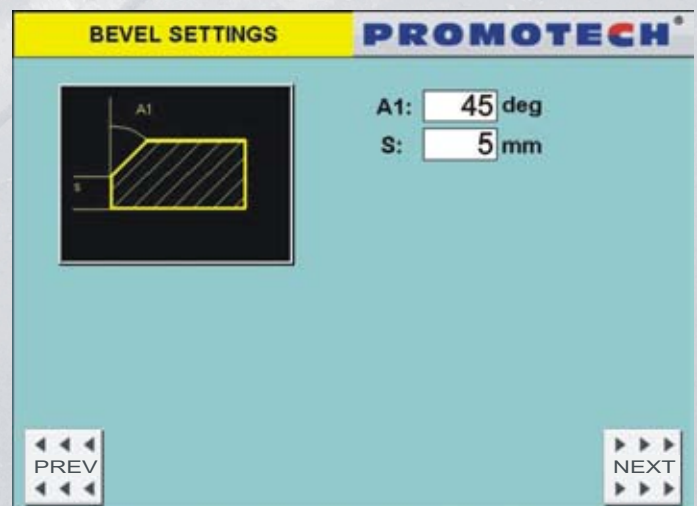 BEVEL SETTINGS
PROMOTECH
A1
S
A1: 45 deg
S: 5 mm
PREV
NEXT